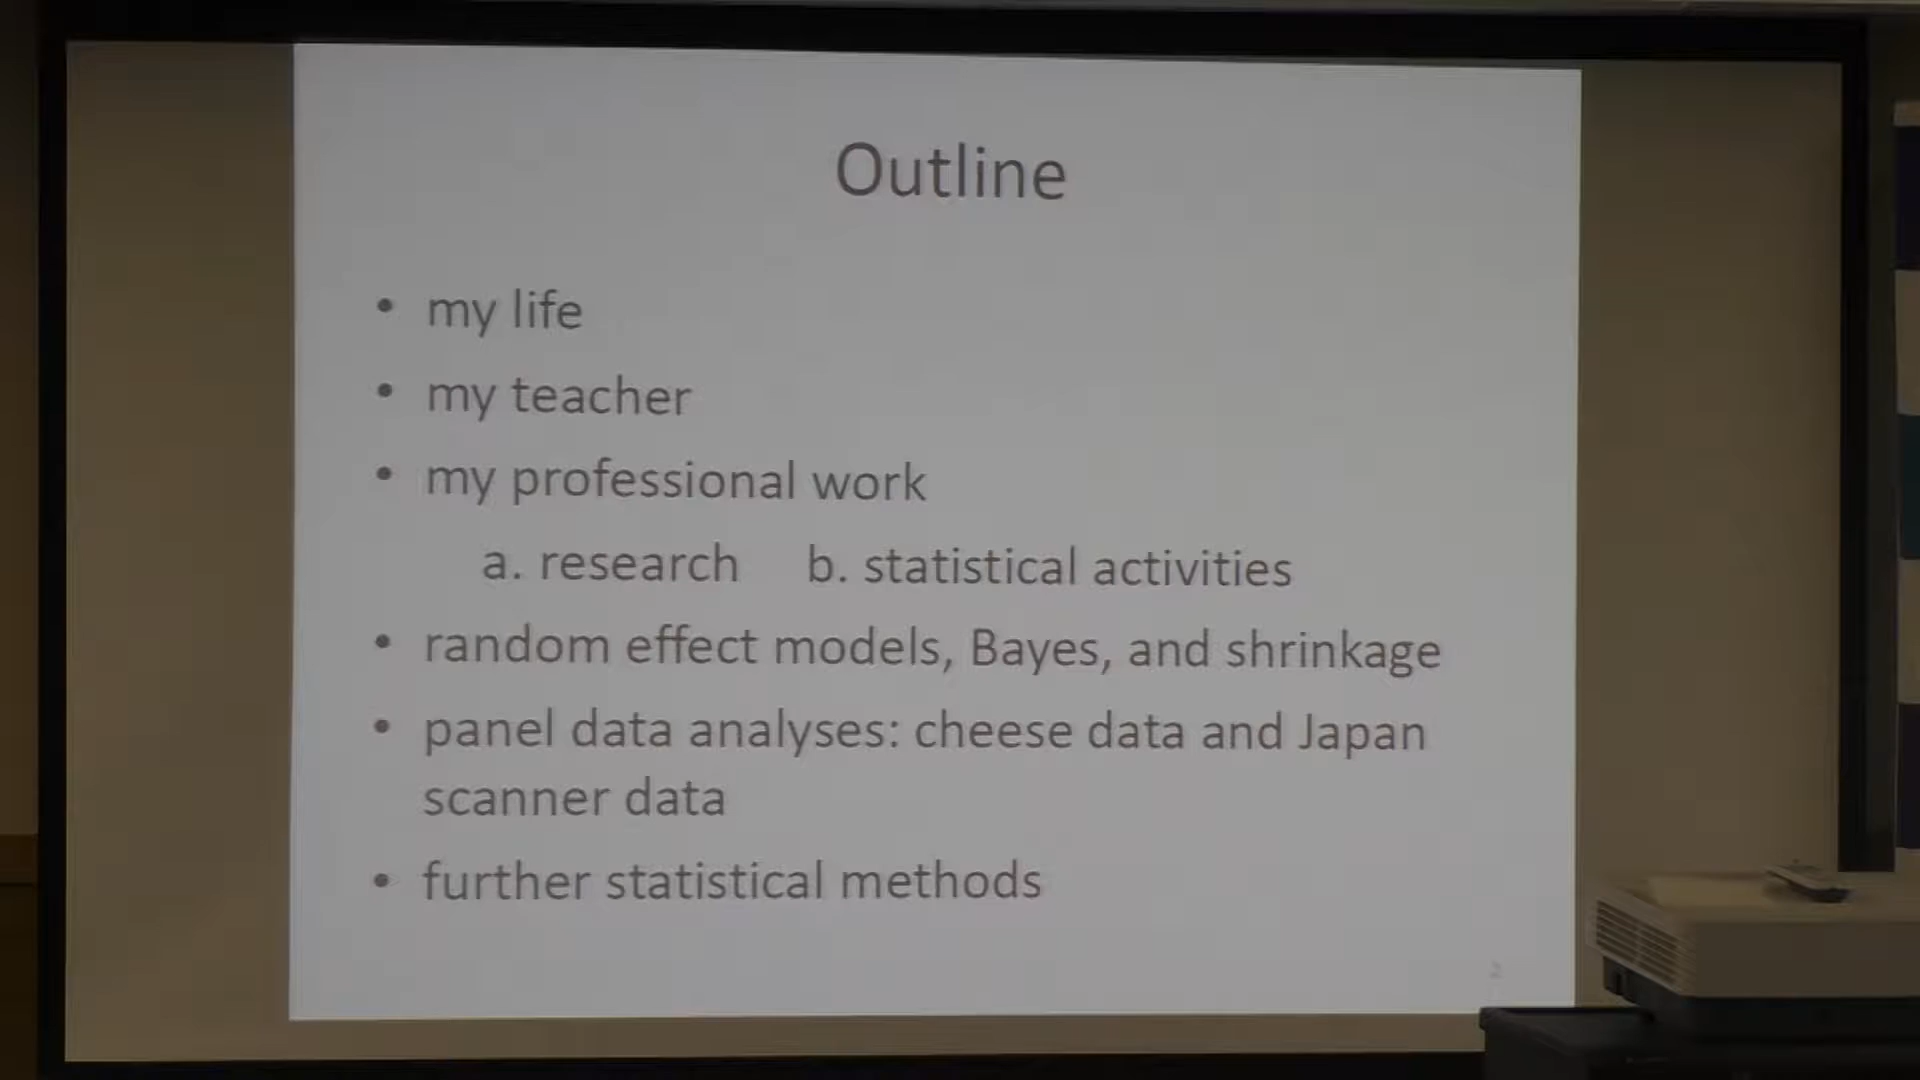 Outline
• my life
• my teacher
• my professional work
a. research b. statistical activities
• random effect models, Bayes, and shrinkage
• panel data analyses: cheese data and Japan
scanner data
• further statistical methods
2